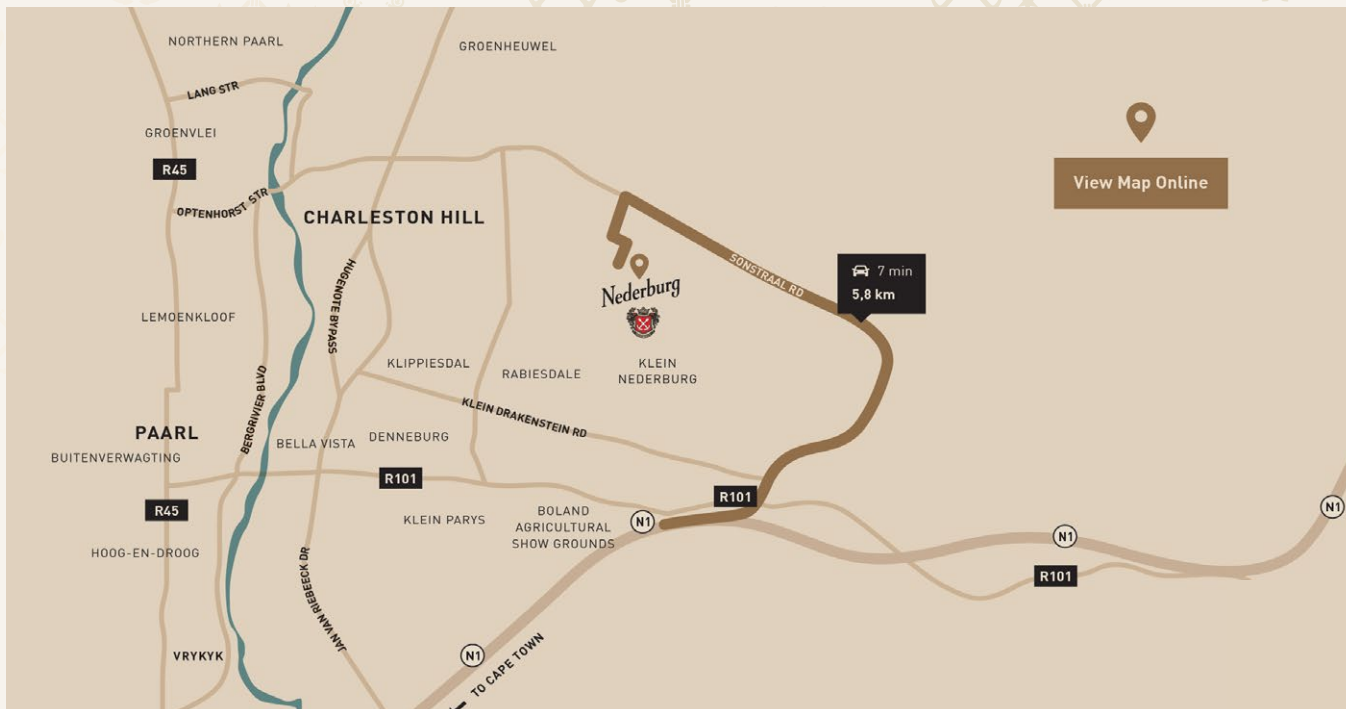 NORTHERN PAARL
GROENHEUWEL
LANG STR
GROENVLEI
R45
View Map Online
OPTENHORST STR
CHARLESTON HILL
SONSTRAAL RD
7 min
5,8 km
HUGENOTE BYPASS
Nederburg
LEMOENKLOOF
KLIPPIESDAL
RABIESDALE
KLEIN
NEDERBURG
BERGRIVIER BLVD
KLEIN DRAKENSTEIN RD
PAARL
BUITENVERWAGTING
BELLA VISTA
DENNEBURG
R101
R101
R45
KLEIN PARYS
BOLAND
AGRICULTURAL
SHOW GROUNDS
N1
N1
N1
HOOG-EN-DROOG
JAN VAN RIEBEECK DR
R101
VRYKYK
N1
TO CAPE TOWN